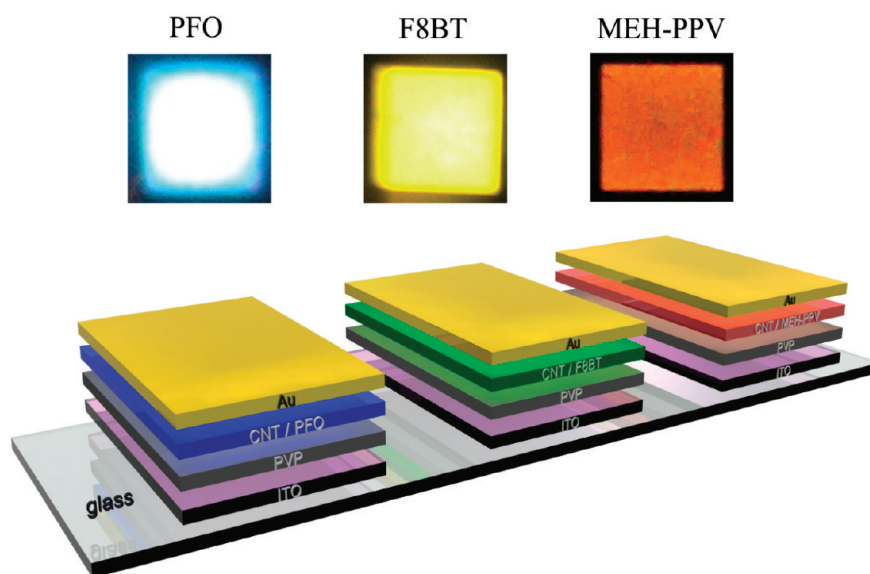 PFO
F8BT
MEH-PPV
Au
CNT / PFO
PVP
ITO
Au
CNT / F8BT
PVP
ITO
Au
CNT / MEH-PPV
PVP
ITO
glass
glass